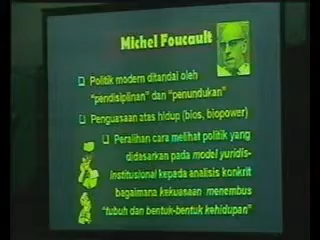 Michel Foucault
❑ Politik modern ditandai oleh
"pendisiplinan" dan "penundukan"
❑ Penguasaan atas hidup (bios, biopower)
❑ Peralihan cara melihat politik yang
didasarkan pada model yuridis-
institusional kepada analisis konkrit
bagaimana kekuasaan menembus
"tubuh dan bentuk-bentuk kehidupan"